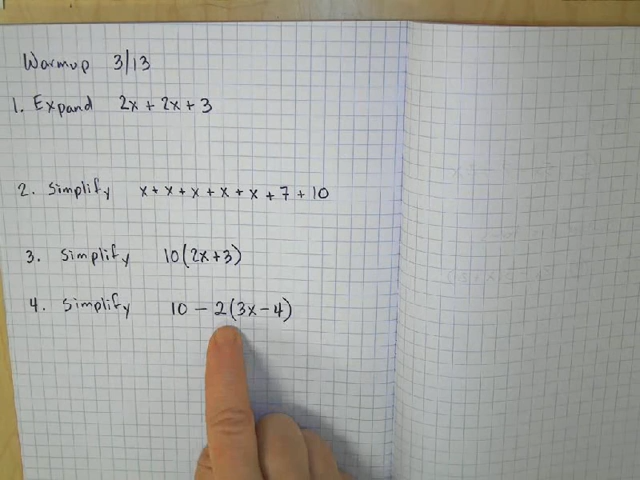 Warmup 3/13
1. Expand 2x + 2x + 3
2. Simplify x + x + x + x + x + 7 + 10
3. Simplify 10(2x+3)
4. Simplify 10 - 2(3x-4)